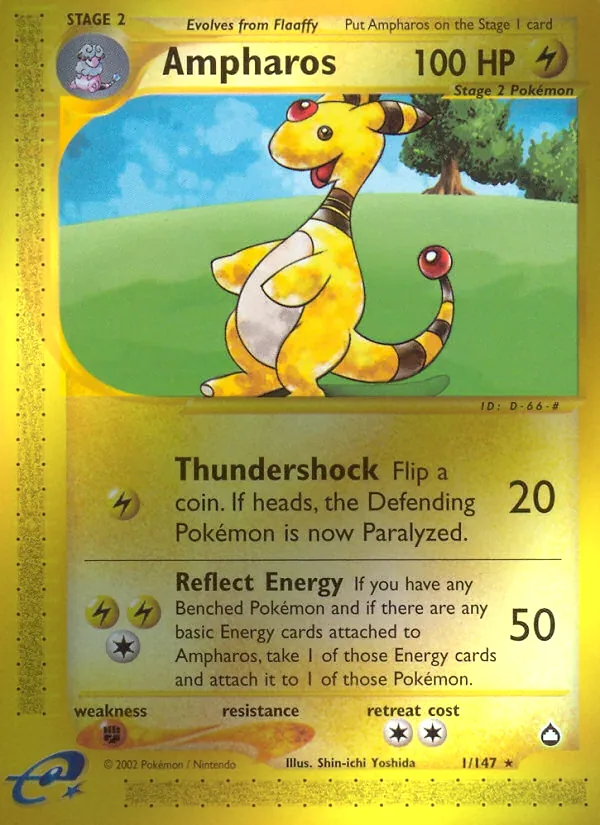 STAGE 2 Evolves from Flaaffy Put Ampharos on the Stage 1 card
Ampharos 100 HP
Stage 2 Pokémon
ID: D-66-#
Thundershock Flip a
coin. If heads, the Defending 20
Pokémon is now Paralyzed.
Reflect Energy If you have any
Benched Pokémon and if there are any
basic Energy cards attached to 50
Ampharos, take 1 of those Energy cards
and attach it to 1 of those Pokémon.
weakness resistance retreat cost
© 2002 Pokémon / Nintendo Illus. Shin-ichi Yoshida 1/147 ★
e